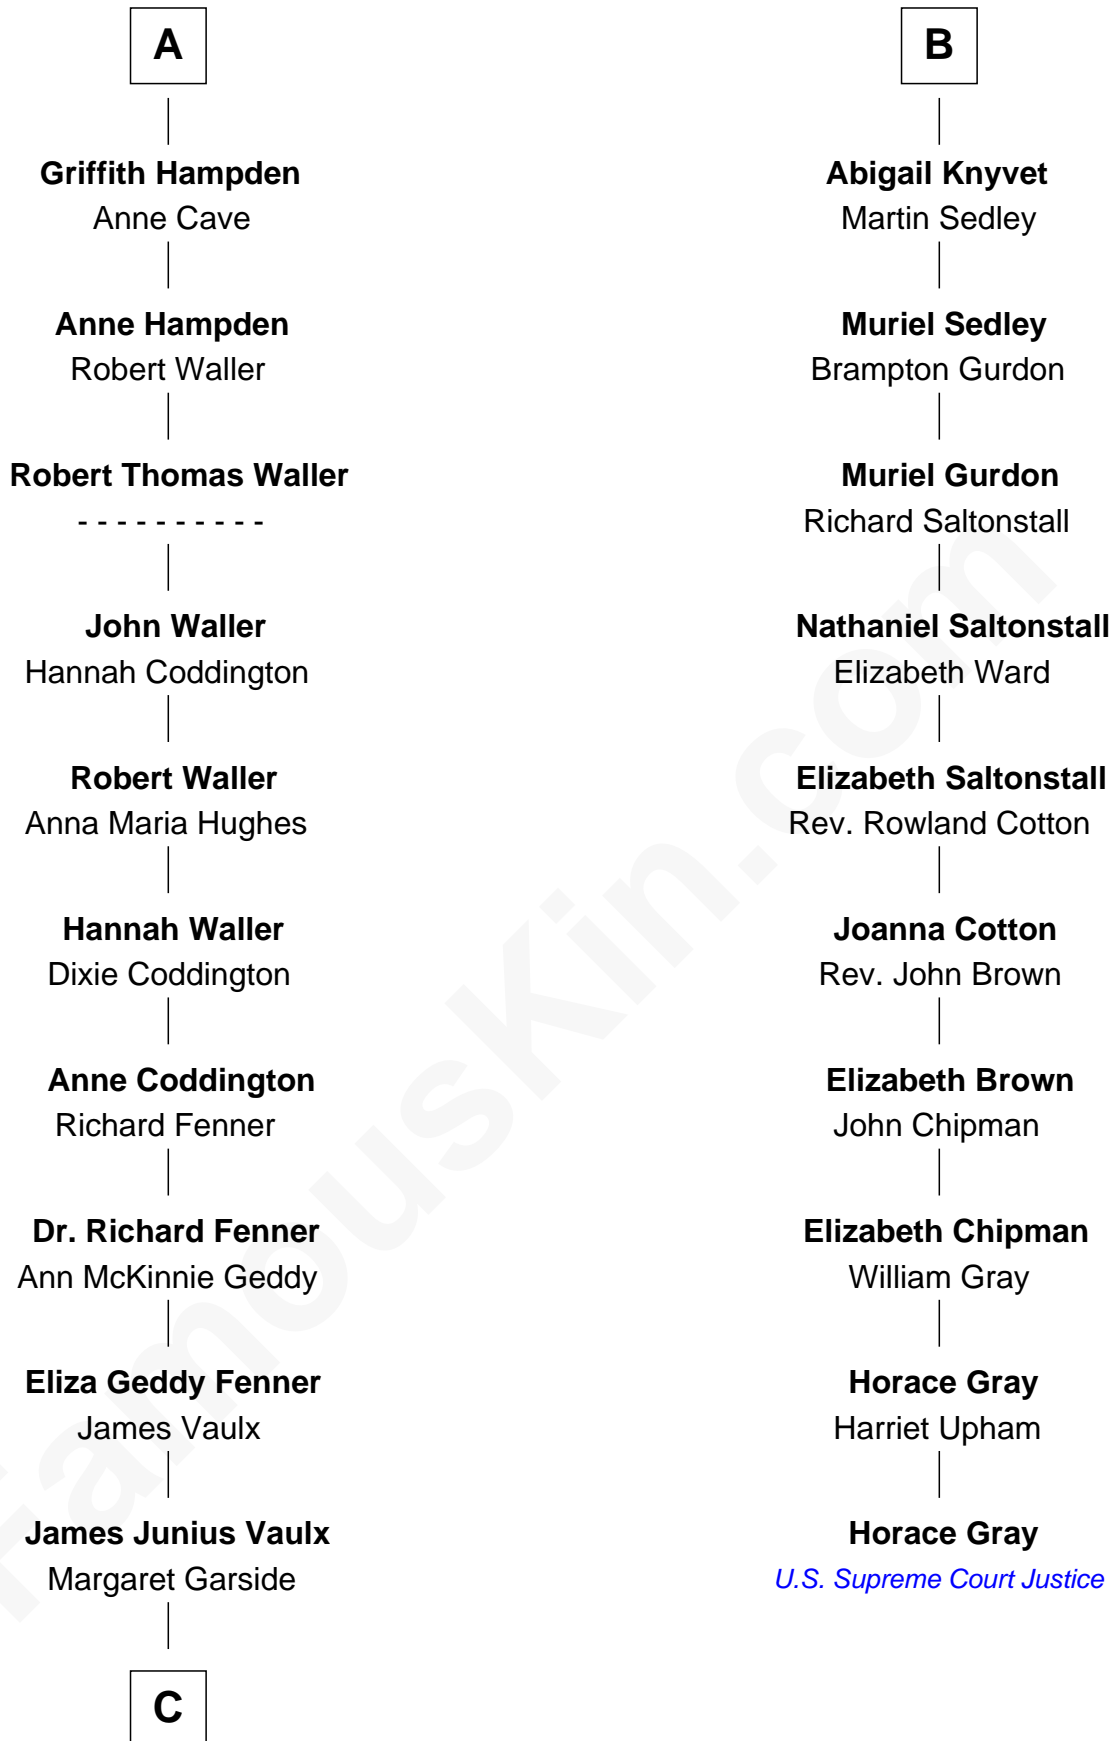 A
Griffith Hampden
Anne Cave
Anne Hampden
Robert Waller
Robert Thomas Waller
- - - - - - - - - -
John Waller
Hannah Coddington
Robert Waller
Anna Maria Hughes
Hannah Waller
Dixie Coddington
Anne Coddington
Richard Fenner
Dr. Richard Fenner
Ann McKinnie Geddy
Eliza Geddy Fenner
James Vaulx
James Junius Vaulx
Margaret Garside
C
B
Abigail Knyvet
Martin Sedley
Muriel Sedley
Brampton Gurdon
Muriel Gurdon
Richard Saltonstall
Nathaniel Saltonstall
Elizabeth Ward
Elizabeth Saltonstall
Rev. Rowland Cotton
Joanna Cotton
Rev. John Brown
Elizabeth Brown
John Chipman
Elizabeth Chipman
William Gray
Horace Gray
Harriet Upham
Horace Gray
U.S. Supreme Court Justice
FamousKin.com